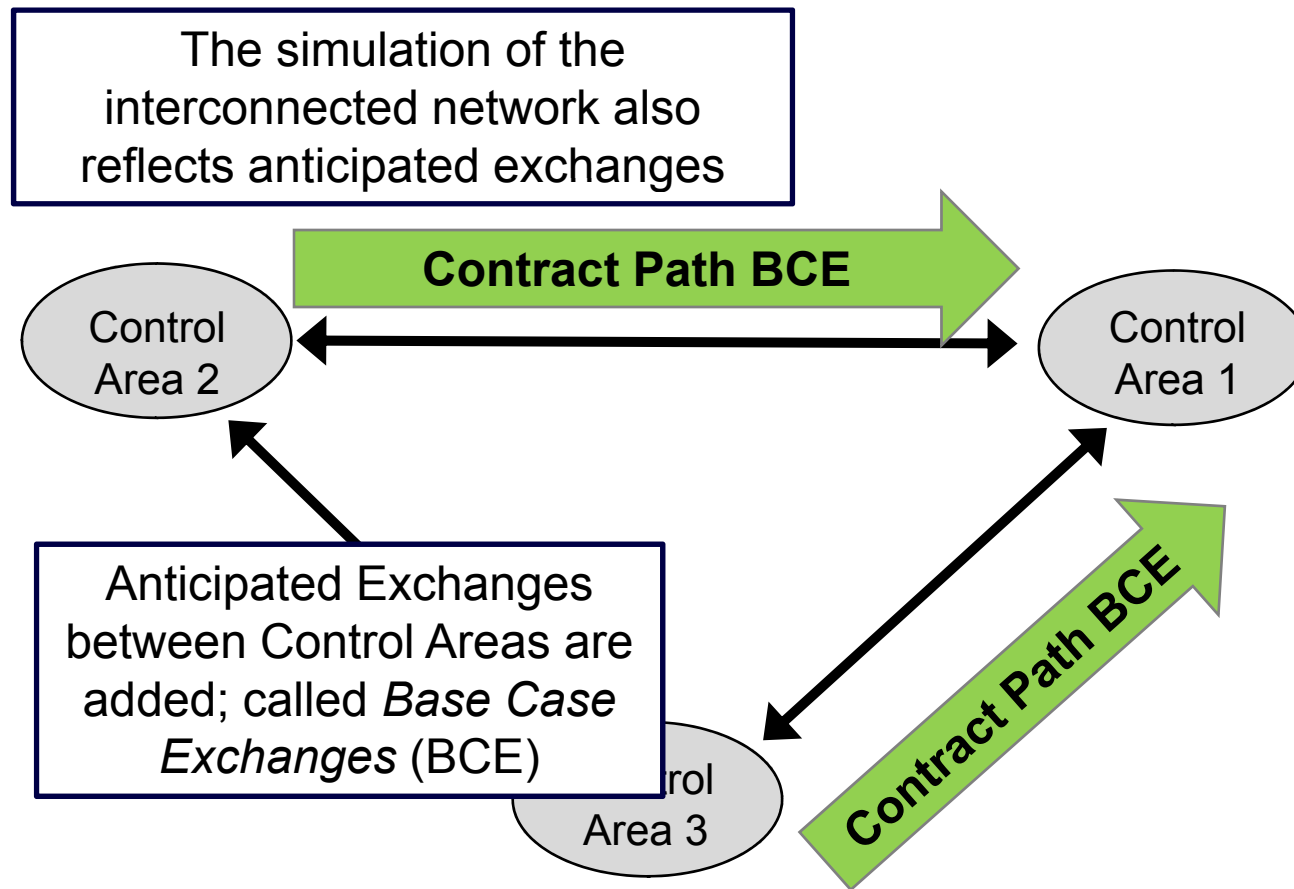 The simulation of the
interconnected network also
reflects anticipated exchanges
Contract Path BCE
Control
Area 2
Control
Area 1
Anticipated Exchanges
between Control Areas are
added; called Base Case
Exchanges (BCE)
Contract Path BCE
Area 3